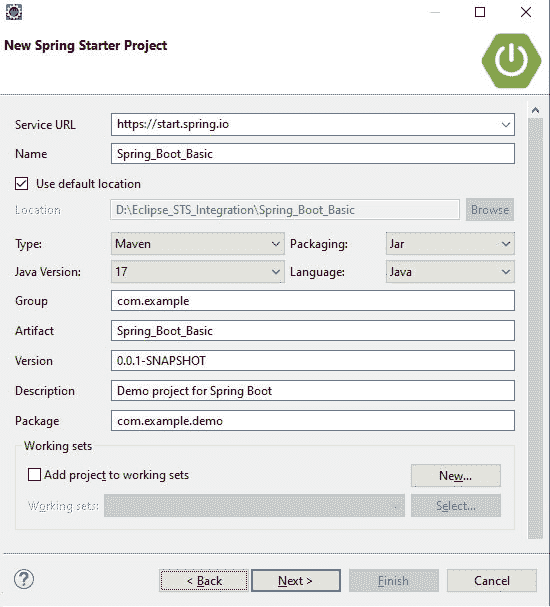 New Spring Starter Project
Service URL https://start.spring.io
Name Spring_Boot_Basic
Use default location
Location D:\Eclipse_STS_Integration\Spring_Boot_Basic Browse
Type: Maven Packaging: Jar
Java Version: 17 Language: Java
Group com.example
Artifact Spring_Boot_Basic
Version 0.0.1-SNAPSHOT
Description Demo project for Spring Boot
Package com.example.demo
Working sets
Add project to working sets New...
Working sets: Select...
? < Back Next > Finish Cancel